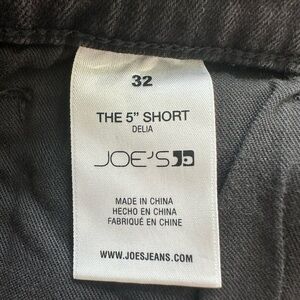 32
THE 5" SHORT
DELIA
JOE'S
MADE IN CHINA
HECHO EN CHINA
FABRIQUÉ EN CHINE
WWW.JOESJEANS.COM